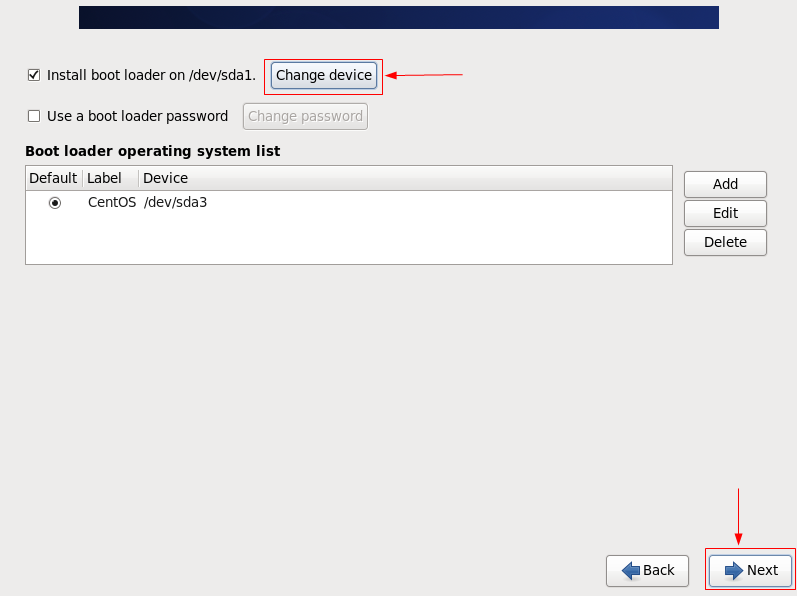 Install boot loader on /dev/sda1. Change device
Use a boot loader password Change password
Boot loader operating system list
Default Label Device
CentOS /dev/sda3
Add
Edit
Delete
Back Next